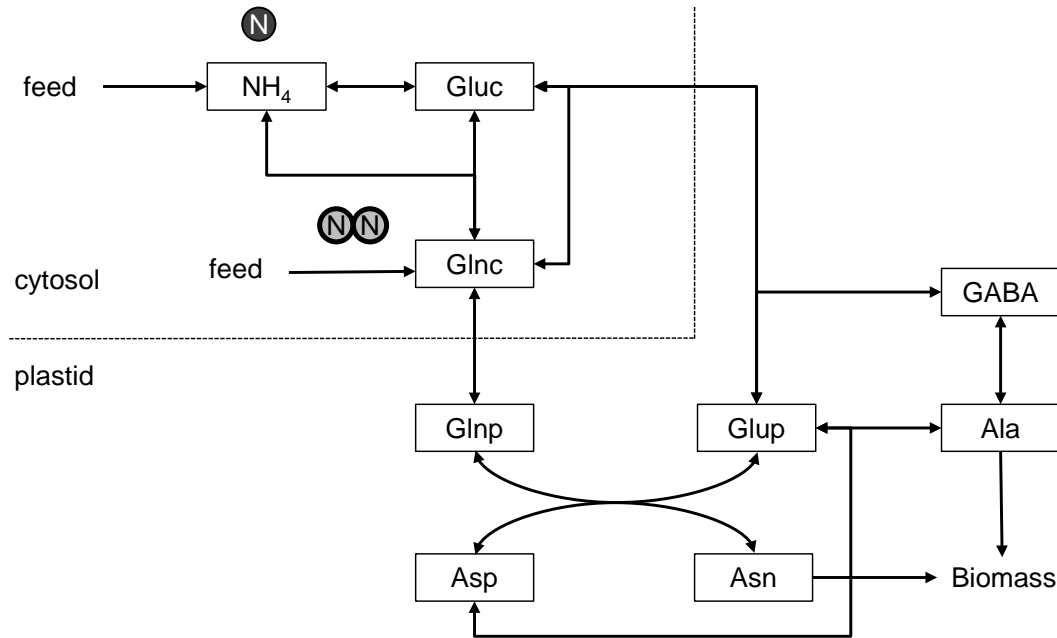 N
feed
NH₄
Gluc
N N
feed
Glnc
cytosol
GABA
plastid
Glnp
Glup
Ala
Asp
Asn
Biomass